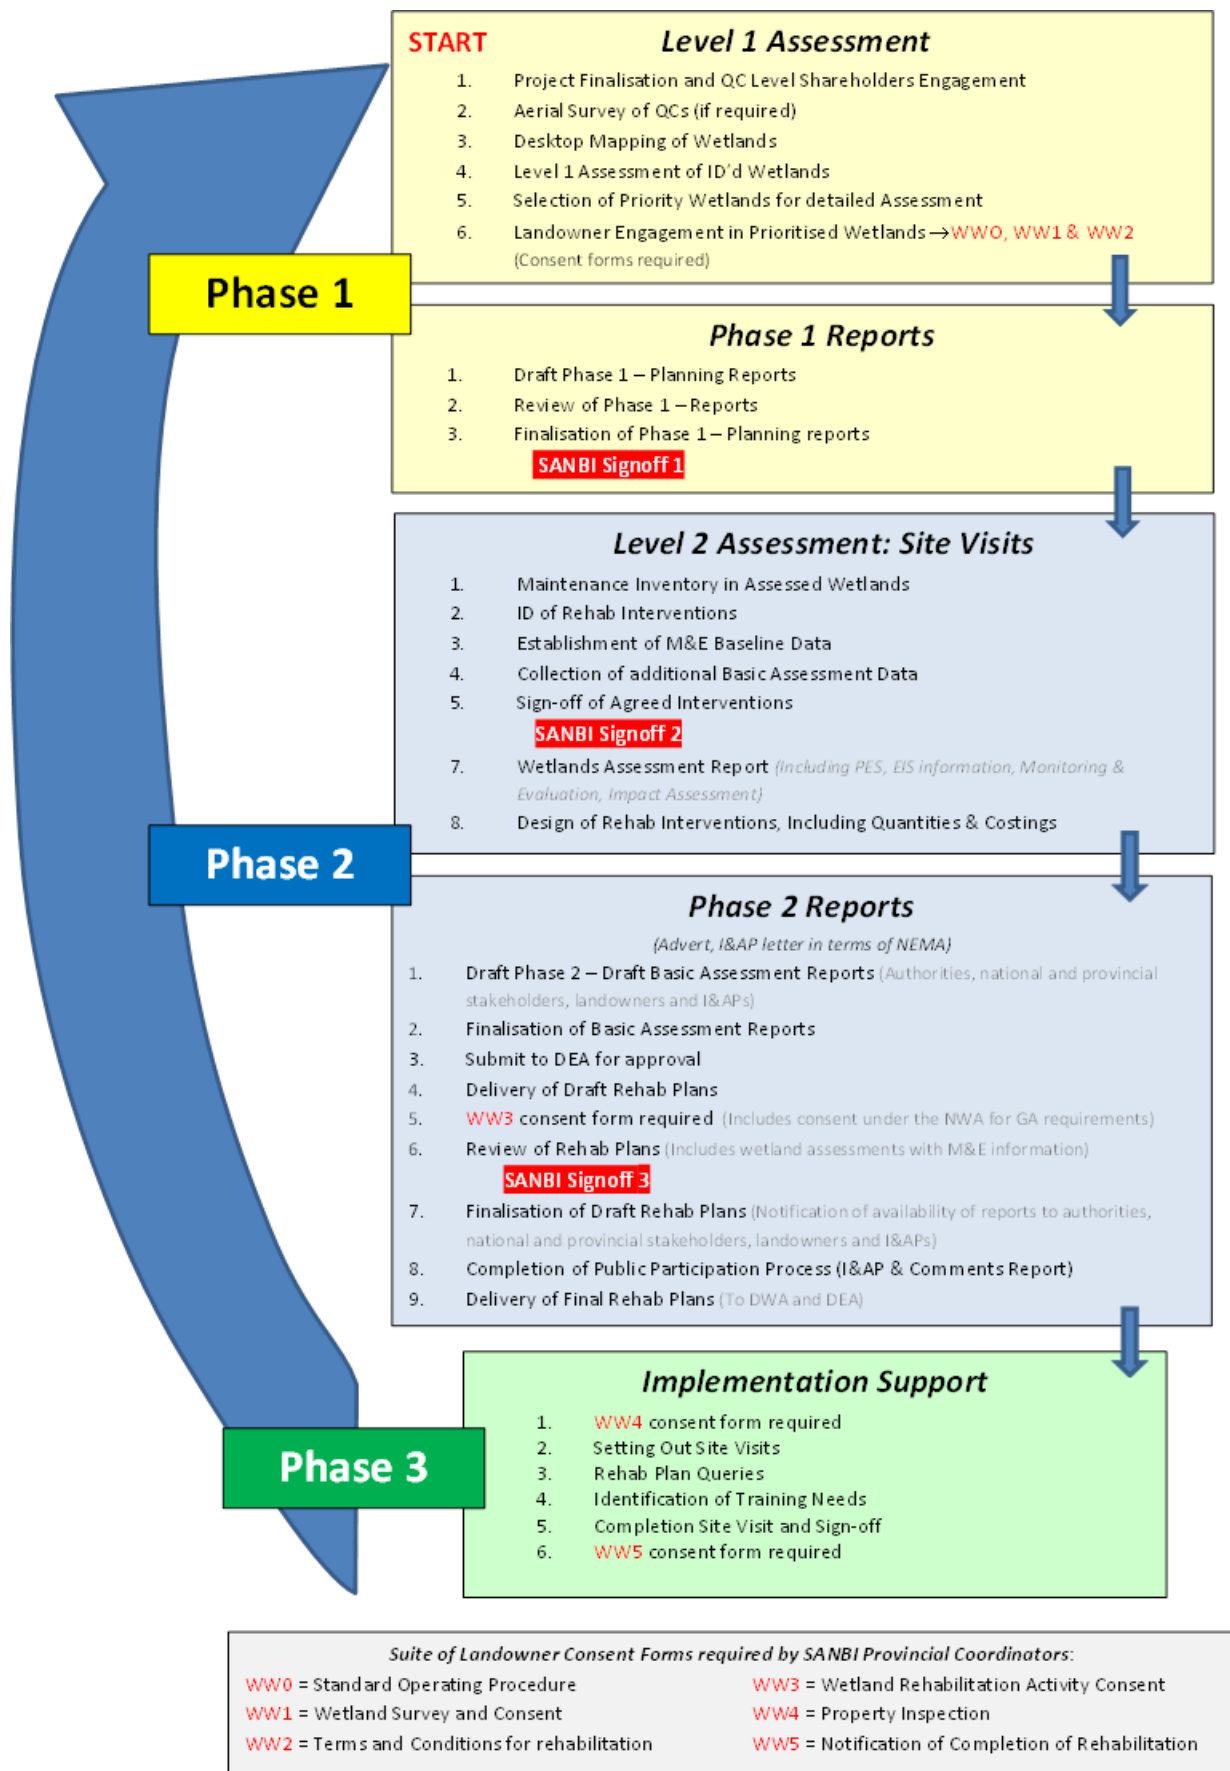 START Level 1 Assessment
1. Project Finalisation and QC Level Shareholders Engagement
2. Aerial Survey of QCs (if required)
3. Desktop Mapping of Wetlands
4. Level 1 Assessment of ID'd Wetlands
5. Selection of Priority Wetlands for detailed Assessment
6. Landowner Engagement in Prioritised Wetlands →WW0, WW1 & WW2
(Consent forms required)
Phase 1
Phase 1 Reports
1. Draft Phase 1 – Planning Reports
2. Review of Phase 1 – Reports
3. Finalisation of Phase 1 – Planning reports
SANBI Signoff 1
Level 2 Assessment: Site Visits
1. Maintenance Inventory in Assessed Wetlands
2. ID of Rehab Interventions
3. Establishment of M&E Baseline Data
4. Collection of additional Basic Assessment Data
5. Sign-off of Agreed Interventions
SANBI Signoff 2
7. Wetlands Assessment Report (Including PES, EIS information, Monitoring &
Evaluation, Impact Assessment)
8. Design of Rehab Interventions, Including Quantities & Costings
Phase 2
Phase 2 Reports
(Advert, I&AP letter in terms of NEMA)
1. Draft Phase 2 – Draft Basic Assessment Reports (Authorities, national and provincial
stakeholders, landowners and I&APs)
2. Finalisation of Basic Assessment Reports
3. Submit to DEA for approval
4. Delivery of Draft Rehab Plans
5. WW3 consent form required (Includes consent under the NWA for GA requirements)
6. Review of Rehab Plans (Includes wetland assessments with M&E information)
SANBI Signoff 3
7. Finalisation of Draft Rehab Plans (Notification of availability of reports to authorities,
national and provincial stakeholders, landowners and I&APs)
8. Completion of Public Participation Process (I&AP & Comments Report)
9. Delivery of Final Rehab Plans (To DWA and DEA)
Implementation Support
1. WW4 consent form required
2. Setting Out Site Visits
3. Rehab Plan Queries
4. Identification of Training Needs
5. Completion Site Visit and Sign-off
6. WW5 consent form required
Phase 3
Suite of Landowner Consent Forms required by SANBI Provincial Coordinators:
WW0 = Standard Operating Procedure WW3 = Wetland Rehabilitation Activity Consent
WW1 = Wetland Survey and Consent WW4 = Property Inspection
WW2 = Terms and Conditions for rehabilitation WW5 = Notification of Completion of Rehabilitation